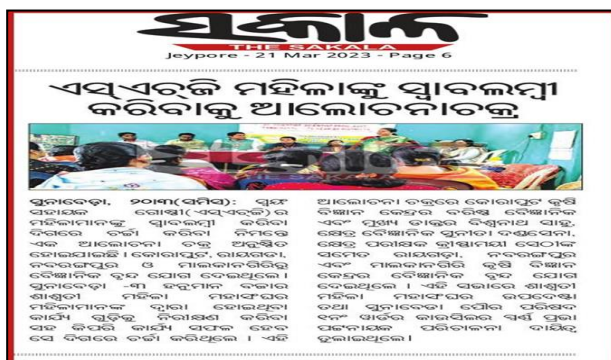 ସକାଳ
THE SAKALA
Jeypore - 21 Mar 2023 - Page 6
ଏସ୍ଏଚ୍‌ଜି ମହିଳାଙ୍କୁ ସ୍ୱାବଲମ୍ବୀ
କରିବାକୁ ଆଲୋଚନାଚକ୍ର
ସୁନାବେଢ଼ା, ୨୦।୩(ସମିସ): ସ୍ୱୟଂ
ସହାୟକ ଗୋଷ୍ଠୀ(ଏସ୍ଏଚ୍‌ଜି)ର
ମହିଳାମାନଙ୍କୁ ସ୍ୱାବଲମ୍ବୀ କରିବା
ଦିଗରେ ଚର୍ଚ୍ଚା କରିବା ନିମନ୍ତେ
ଏକ ଆଲୋଚନା ଚକ୍ର ଅନୁଷ୍ଠିତ
ହୋଇଯାଇଛି । କୋରାପୁଟ, ରାୟଗଡା,
ନବରଙ୍ଗପୁର ଓ ମାଲକାନଗିରିରୁ
ବୈଜ୍ଞାନିକ ବୃନ୍ଦ ଯୋଗ ଦେଇଥିଲେ ।
ସୁନାବେଢ଼ା -୩ ହନୁମାନ ବଜାର
ଶାଶ୍ୱତୀ ମହିଳା ମହାସଂଘର
ମହିଳାମାନଙ୍କ ଦ୍ୱାରା ହୋଇଥିବା
କାର୍ଯ୍ୟ ଗୁଡ଼ିକୁ ନିରୀକ୍ଷଣ କରିବା
ସହ କିପରି କାର୍ଯ୍ୟ ସଫଳ ହେବ
ସେ ଦିଗରେ ଚର୍ଚ୍ଚା କରିଥିଲେ । ଏହି
ଆଲୋଚନା ଚକ୍ରରେ କୋରାପୁଟ କୃଷି
ବିଜ୍ଞାନ କେନ୍ଦ୍ରର ବରିଷ୍ଠ ବୈଜ୍ଞାନିକ
ଏବଂ ମୁଖ୍ୟ ଡାକ୍ତର ବିଶ୍ୱନାଥ ସାହୁ,
କ୍ଷେତ୍ର ବୈଜ୍ଞାନିକ ସୁନୀତା ଦଣ୍ଡସେନା,
କ୍ଷେତ୍ର ପରୀକ୍ଷକ ସେଠୀଙ୍କ
ସମେତ ରାୟଗଡ଼ା, ନବରଙ୍ଗପୁର
ଏବଂ ମାଲକାନଗିରି କୃଷି ବିଜ୍ଞାନ
କେନ୍ଦ୍ରର ବୈଜ୍ଞାନିକ ବୃନ୍ଦ ଯୋଗ
ଦେଇଥିଲେ । ଏହି ସଭାରେ ଶାଶ୍ୱତୀ
ମହିଳା ମହାସଂଘର ଉପଦେଷ୍ଟା
ତଥା ସୁନାବେଢା ପୌର ପରିଷଦ
୧ନଂ ୱାର୍ଡର କାଉନସିଲର ସ୍ୱର୍ଣ୍ଣ ପ୍ରଭା
ପଟ୍ଟନାୟକ ପରିଚାଳନା ଦାୟିତ୍ୱ
ତୁଲାଇଥିଲେ ।